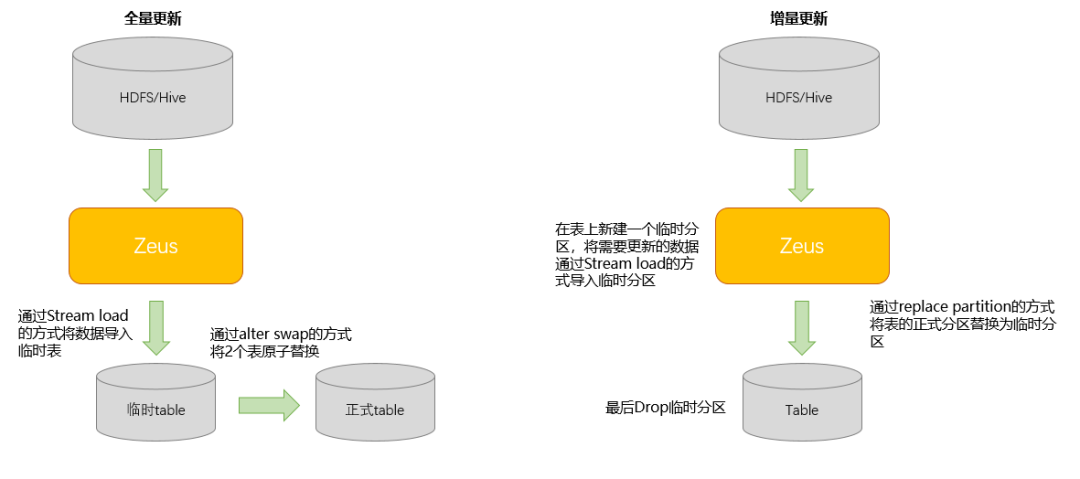 全量更新
HDFS/Hive
Zeus
通过Stream load
的方式将数据导入
临时表
通过alter swap的方式
将2个表原子替换
临时table
正式table
增量更新
HDFS/Hive
在表上新建一个临时分
区，将需要更新的数据
通过Stream load的方
式导入临时分区
Zeus
通过replace partition的方式
将表的正式分区替换为临时分
区
最后Drop临时分区
Table